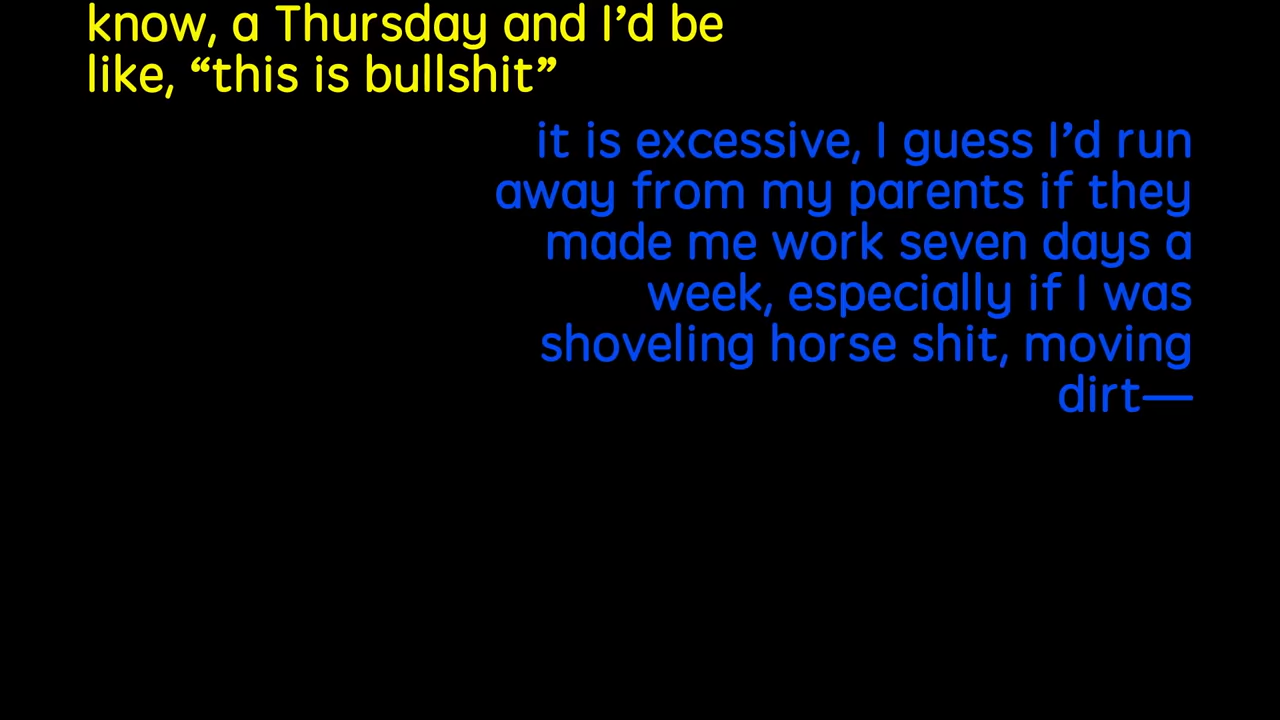 know, a Thursday and I’d be
like, “this is bullshit”
it is excessive, I guess I’d run
away from my parents if they
made me work seven days a
week, especially if I was
shoveling horse shit, moving
dirt—